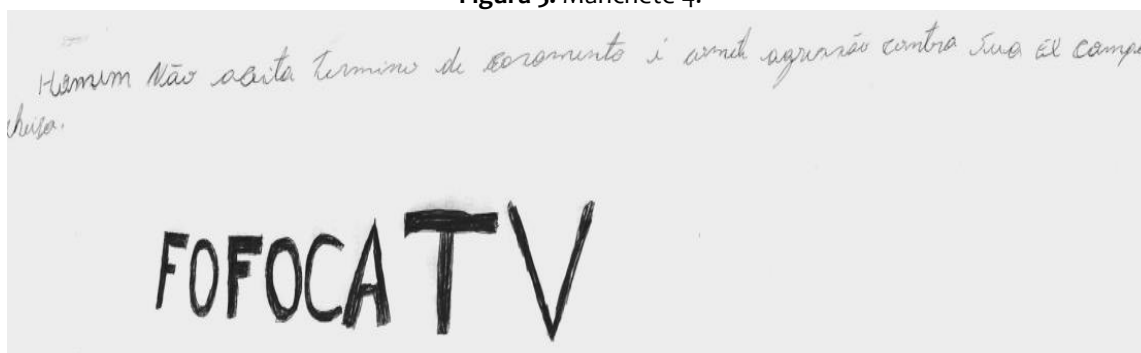 Figura 5. Manchete 4.
Homem Não aceita termino de casamento i comete agressão contra sua Ex compa
nheira.
FOFOCA TV